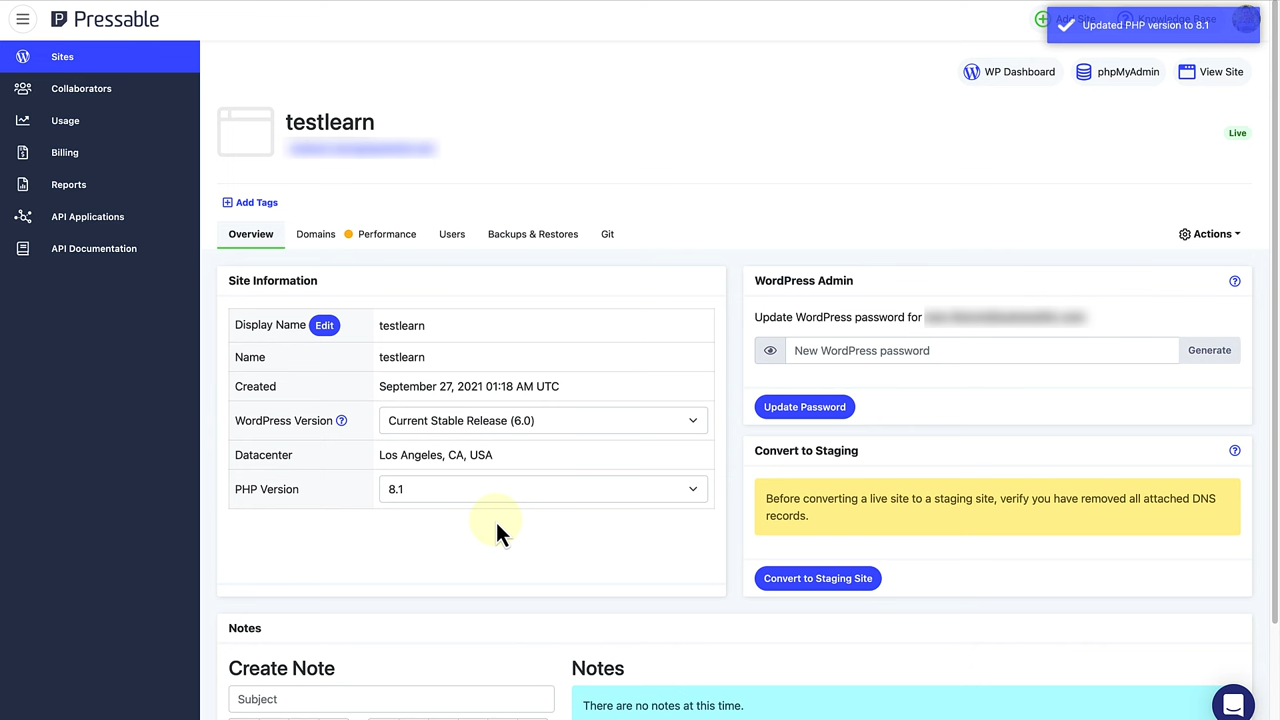 Pressable
Add Site
Knowledge Base
Updated PHP version to 8.1
Sites
Collaborators
Usage
Billing
Reports
API Applications
API Documentation
WP Dashboard
phpMyAdmin
View Site
testlearn
Live
Add Tags
Overview
Domains
Performance
Users
Backups & Restores
Git
Actions
Site Information
Display Name Edit testlearn
Name testlearn
Created September 27, 2021 01:18 AM UTC
WordPress Version Current Stable Release (6.0)
Datacenter Los Angeles, CA, USA
PHP Version 8.1
WordPress Admin
Update WordPress password for
New WordPress password Generate
Update Password
Convert to Staging
Before converting a live site to a staging site, verify you have removed all attached DNS
records.
Convert to Staging Site
Notes
Create Note
Subject
Notes
There are no notes at this time.